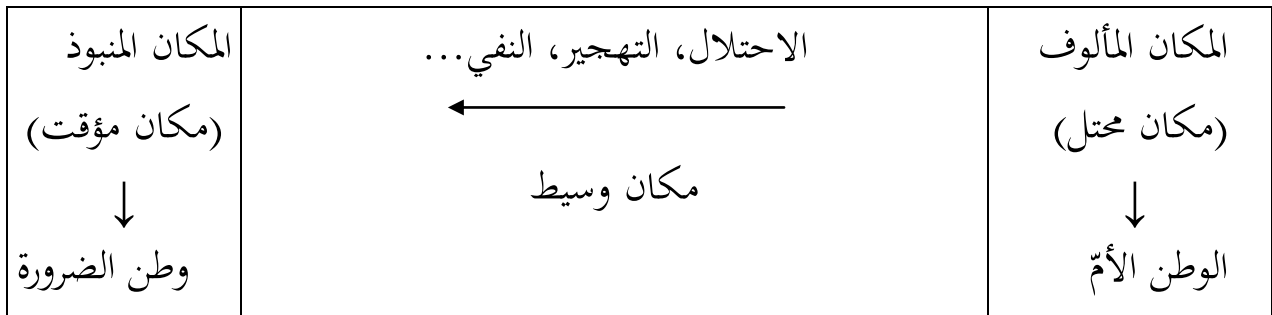 المكان المألوف
(مكان محتل)
↓
الوطن الأمّ
الاحتلال، التهجير، النفي...
مكان وسيط
المكان المنبوذ
(مكان مؤقت)
↓
وطن الضرورة